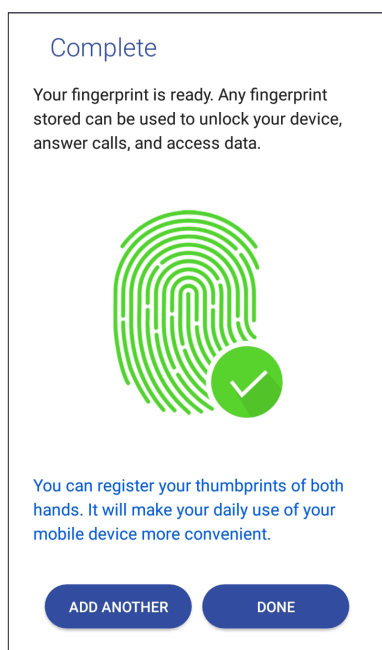 Complete
Your fingerprint is ready. Any fingerprint
stored can be used to unlock your device,
answer calls, and access data.
You can register your thumbprints of both
hands. It will make your daily use of your
mobile device more convenient.
ADD ANOTHER
DONE